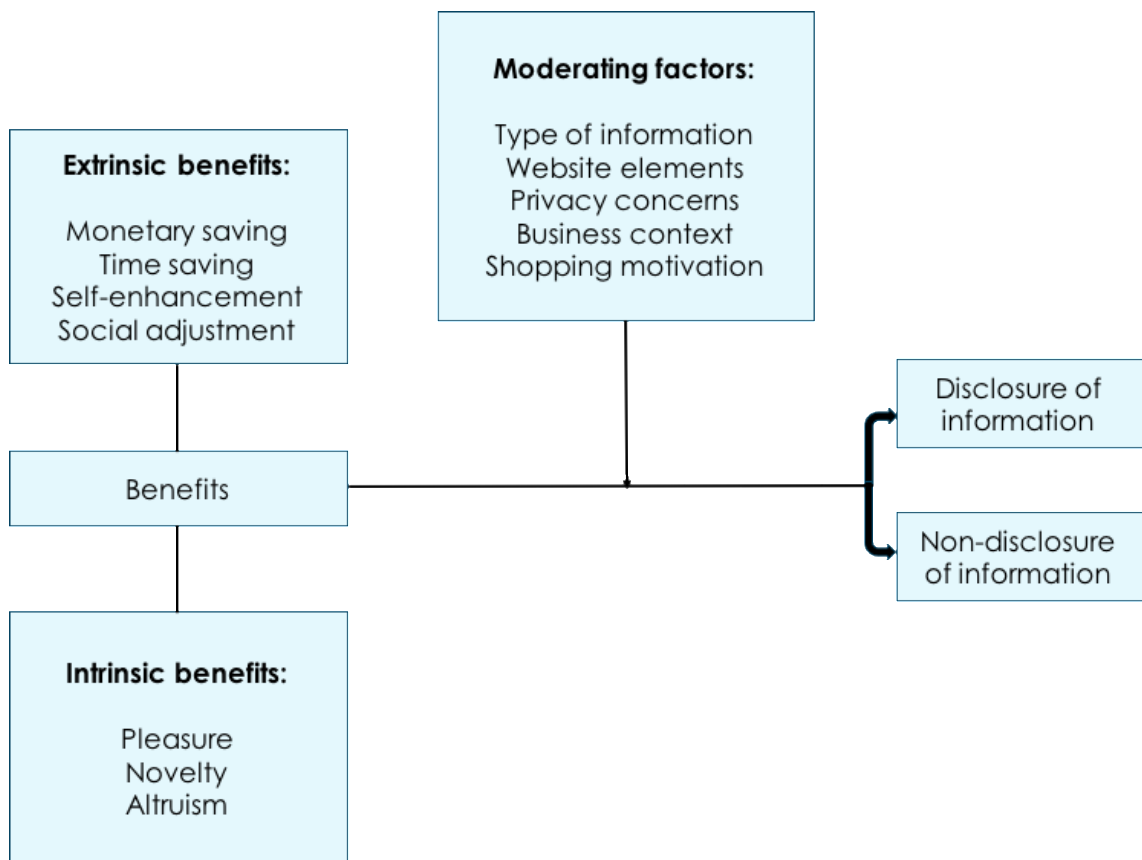 Moderating factors:
Type of information
Website elements
Privacy concerns
Business context
Shopping motivation
Extrinsic benefits:
Monetary saving
Time saving
Self-enhancement
Social adjustment
Benefits
Intrinsic benefits:
Pleasure
Novelty
Altruism
Disclosure of
information
Non-disclosure
of information